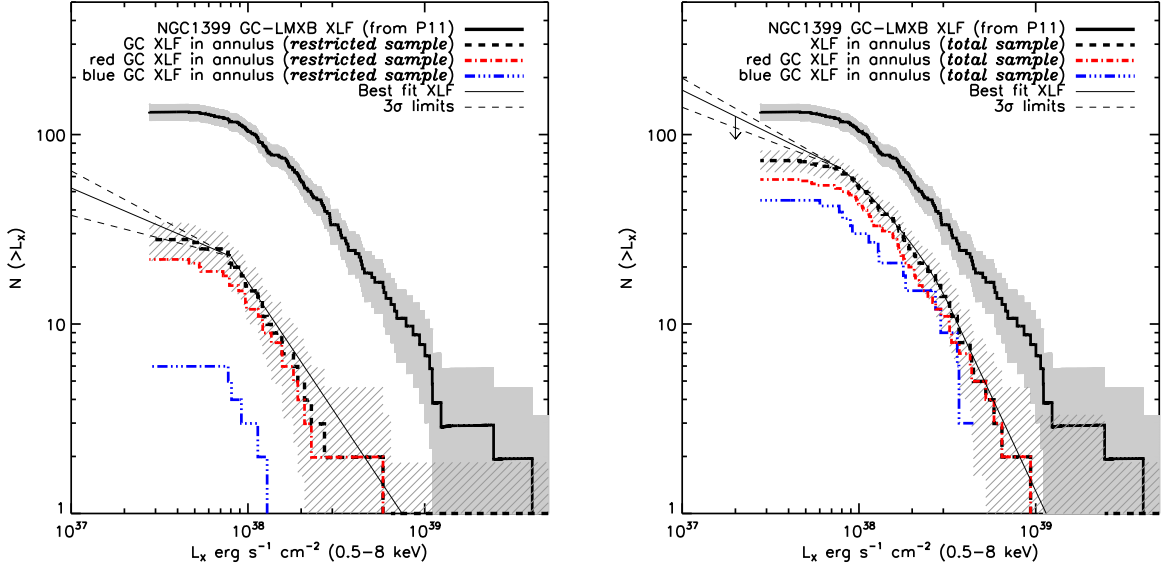 NGC1399 GC-LMXB XLF (from P11)
GC XLF in annulus (restricted sample)
red GC XLF in annulus (restricted sample)
blue GC XLF in annulus (restricted sample)
Best fit XLF
3σ limits
100
10
1
N (>Lx)
10^37
10^38
10^39
Lx erg s^-1 cm^-2 (0.5-8 keV)
NGC1399 GC-LMXB XLF (from P11)
XLF in annulus (total sample)
red GC XLF in annulus (total sample)
blue GC XLF in annulus (total sample)
Best fit XLF
3σ limits
100
10
1
N (>Lx)
10^37
10^38
10^39
Lx erg s^-1 cm^-2 (0.5-8 keV)